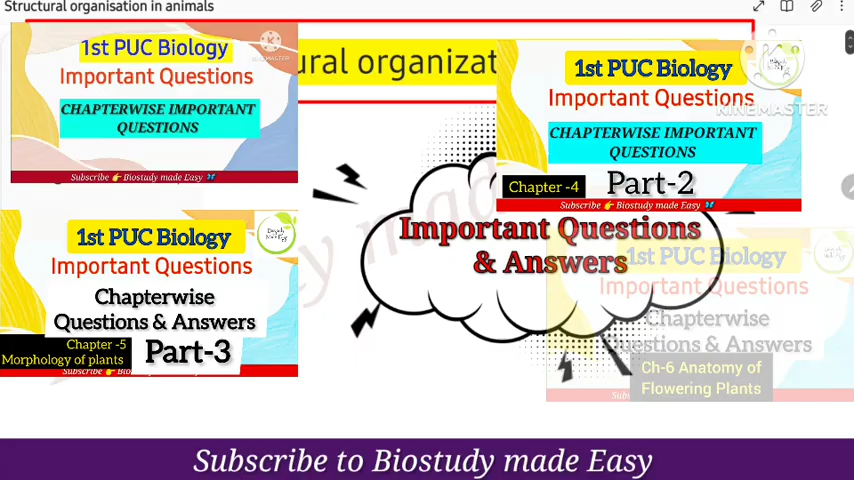 Structural organisation in animals
1st PUC Biology
Important Questions
CHAPTERWISE IMPORTANT
QUESTIONS
Subscribe 👉 Biostudy made Easy
ural organizat
1st PUC Biology
Important Questions
CHAPTERWISE IMPORTANT
QUESTIONS
Chapter -4
Part-2
Subscribe 👉 Biostudy made Easy
KINEMASTER
1st PUC Biology
Important Questions
Chapterwise
Questions & Answers
Chapter -5
Morphology of plants
Part-3
Important Questions
& Answers
1st PUC Biology
Important Questions
Chapterwise
Questions & Answers
Ch-6 Anatomy of
Flowering Plants
Subscribe to Biostudy made Easy